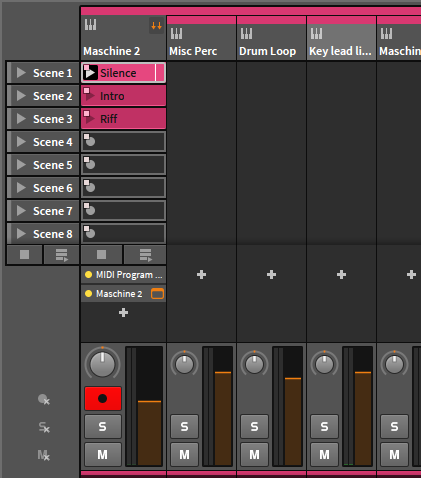 Maschine 2
Misc Perc
Drum Loop
Key lead li...
Maschin
Scene 1
Silence
Scene 2
Intro
Scene 3
Riff
Scene 4
Scene 5
Scene 6
Scene 7
Scene 8
MIDI Program ...
Maschine 2
S
S
S
S
S
S
M
M
M
M
M
M